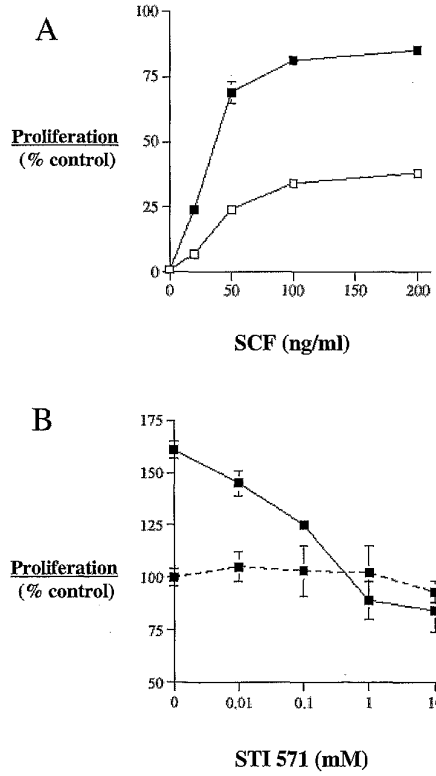 A
100
75
50
25
0
Proliferation
(% control)
0 50 100 150 200
SCF (ng/ml)
B
175
150
125
100
75
50
Proliferation
(% control)
0 0,01 0,1 1 10
STI 571 (mM)